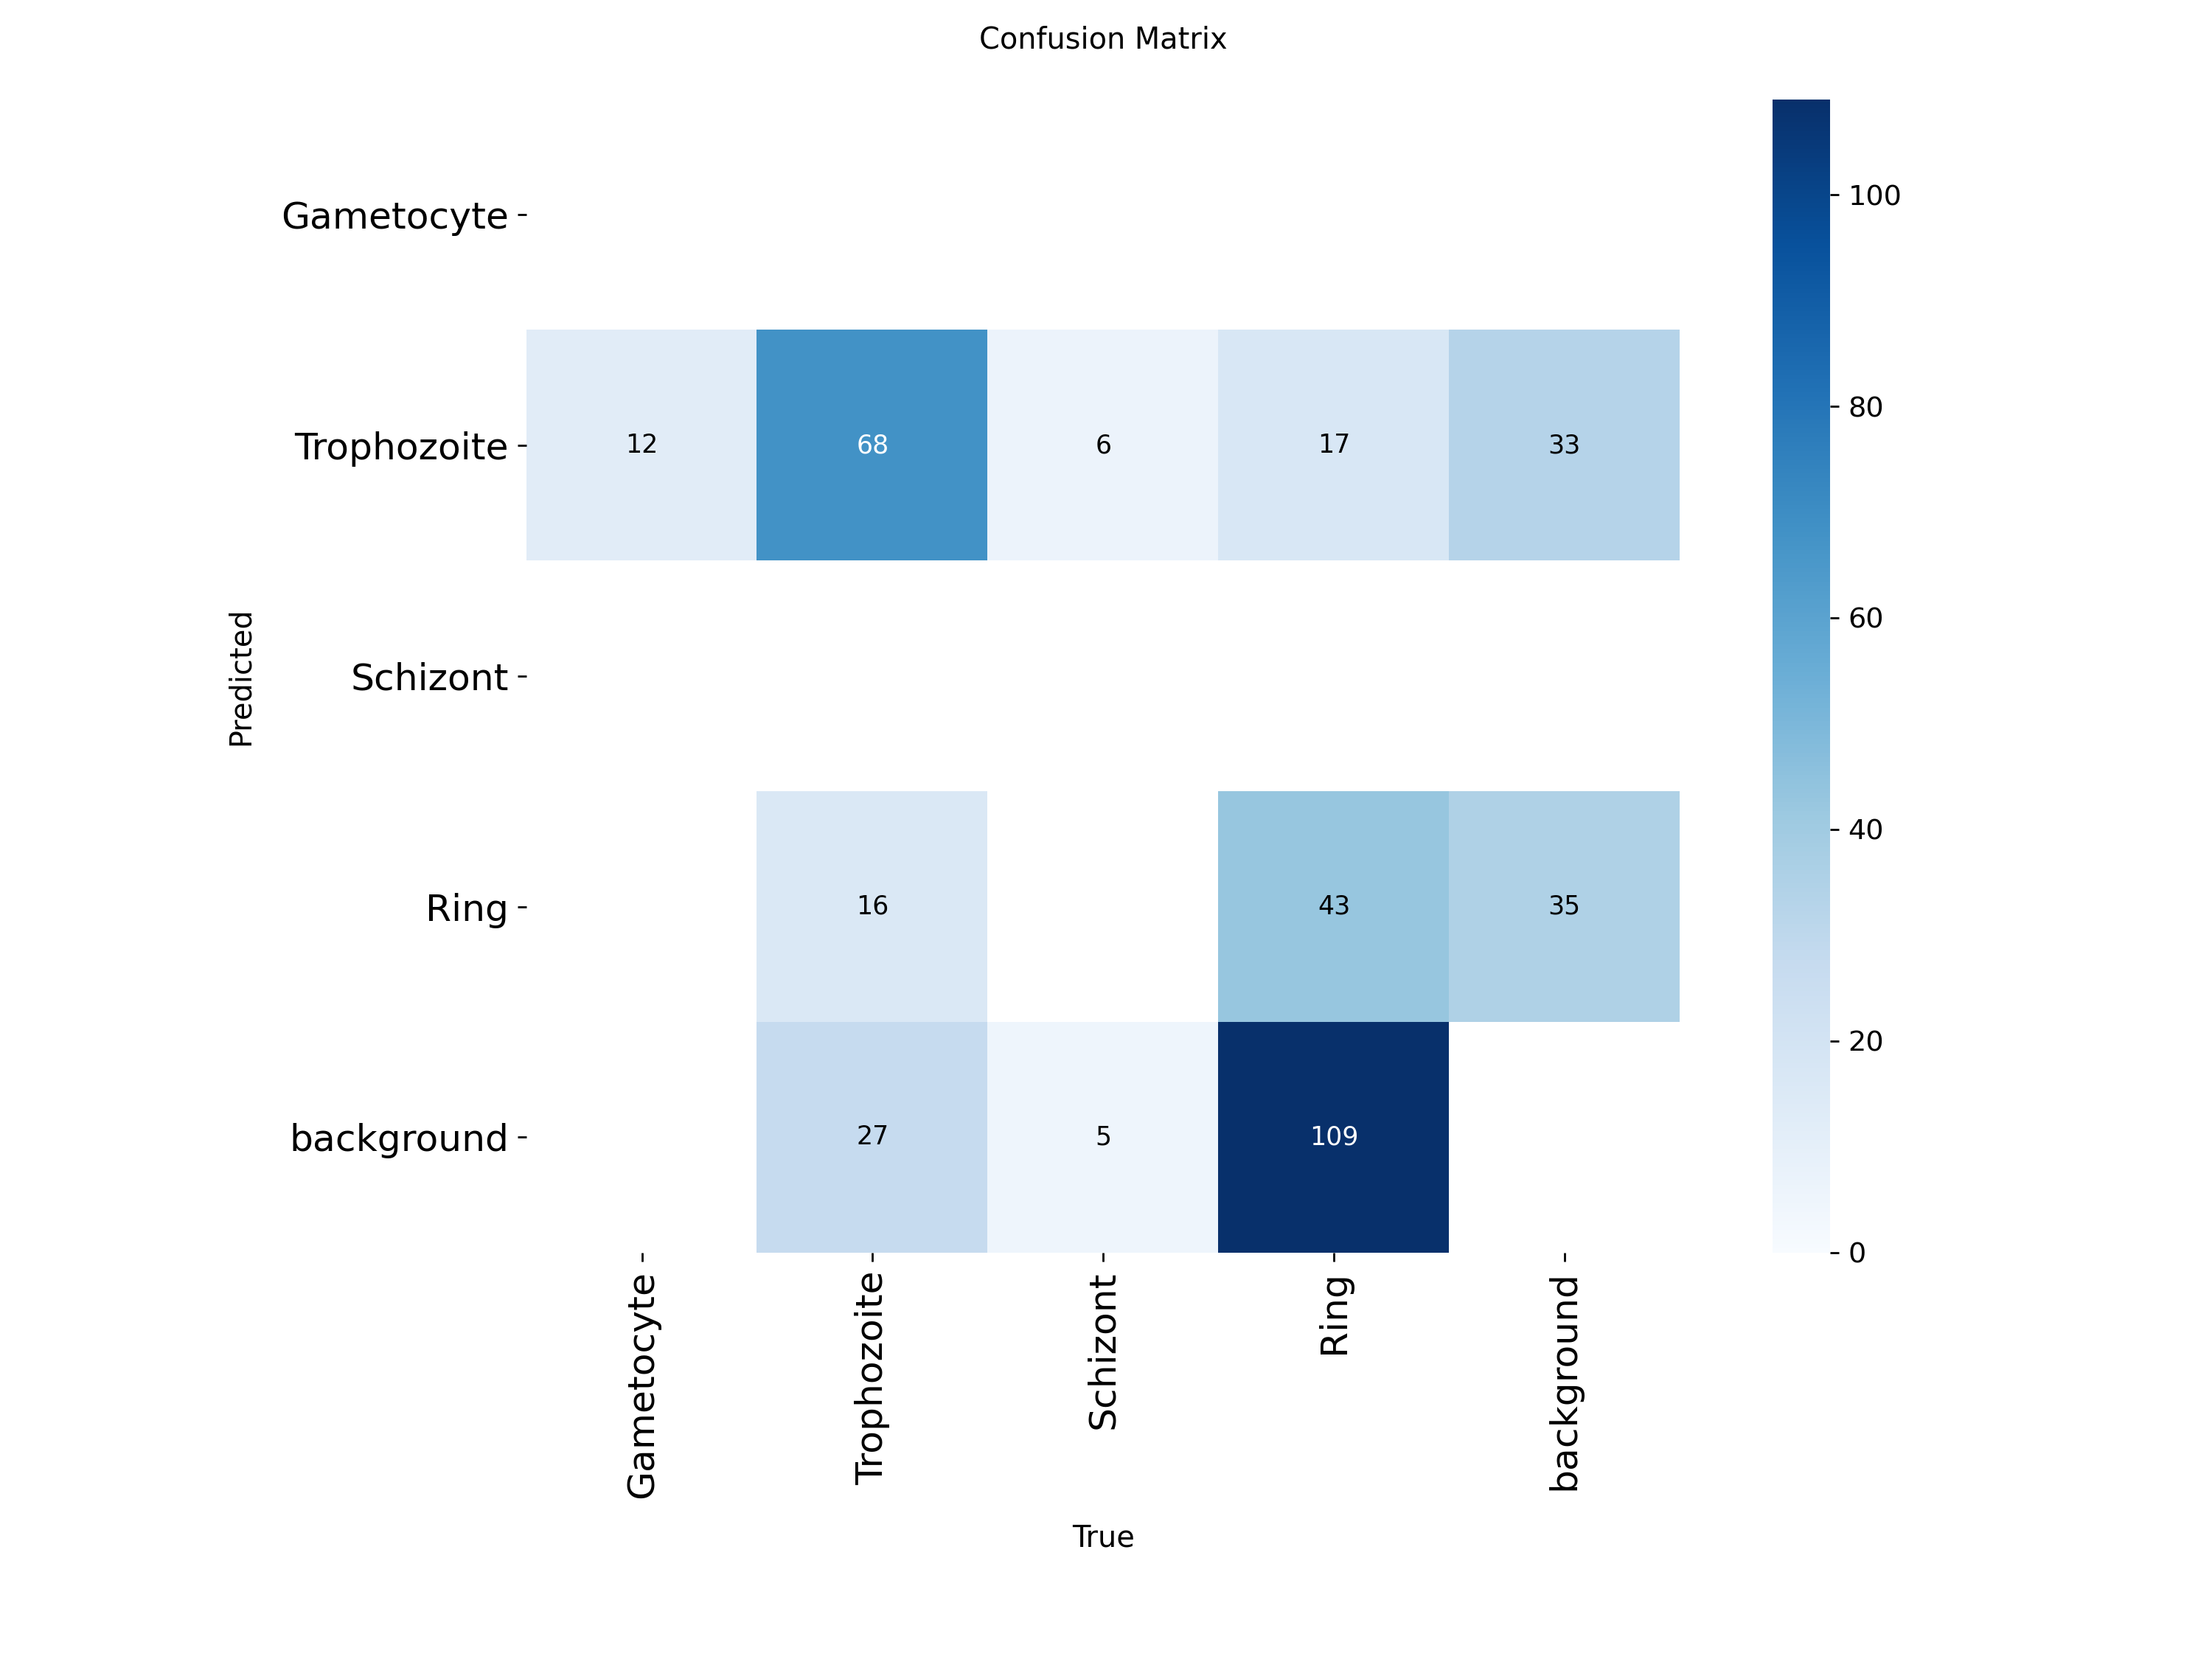 Confusion Matrix
Gametocyte
Trophozoite 12 68 6 17 33
Schizont
Ring 16 43 35
background 27 5 109
Predicted
Gametocyte Trophozoite Schizont Ring background
True
100
80
60
40
20
0